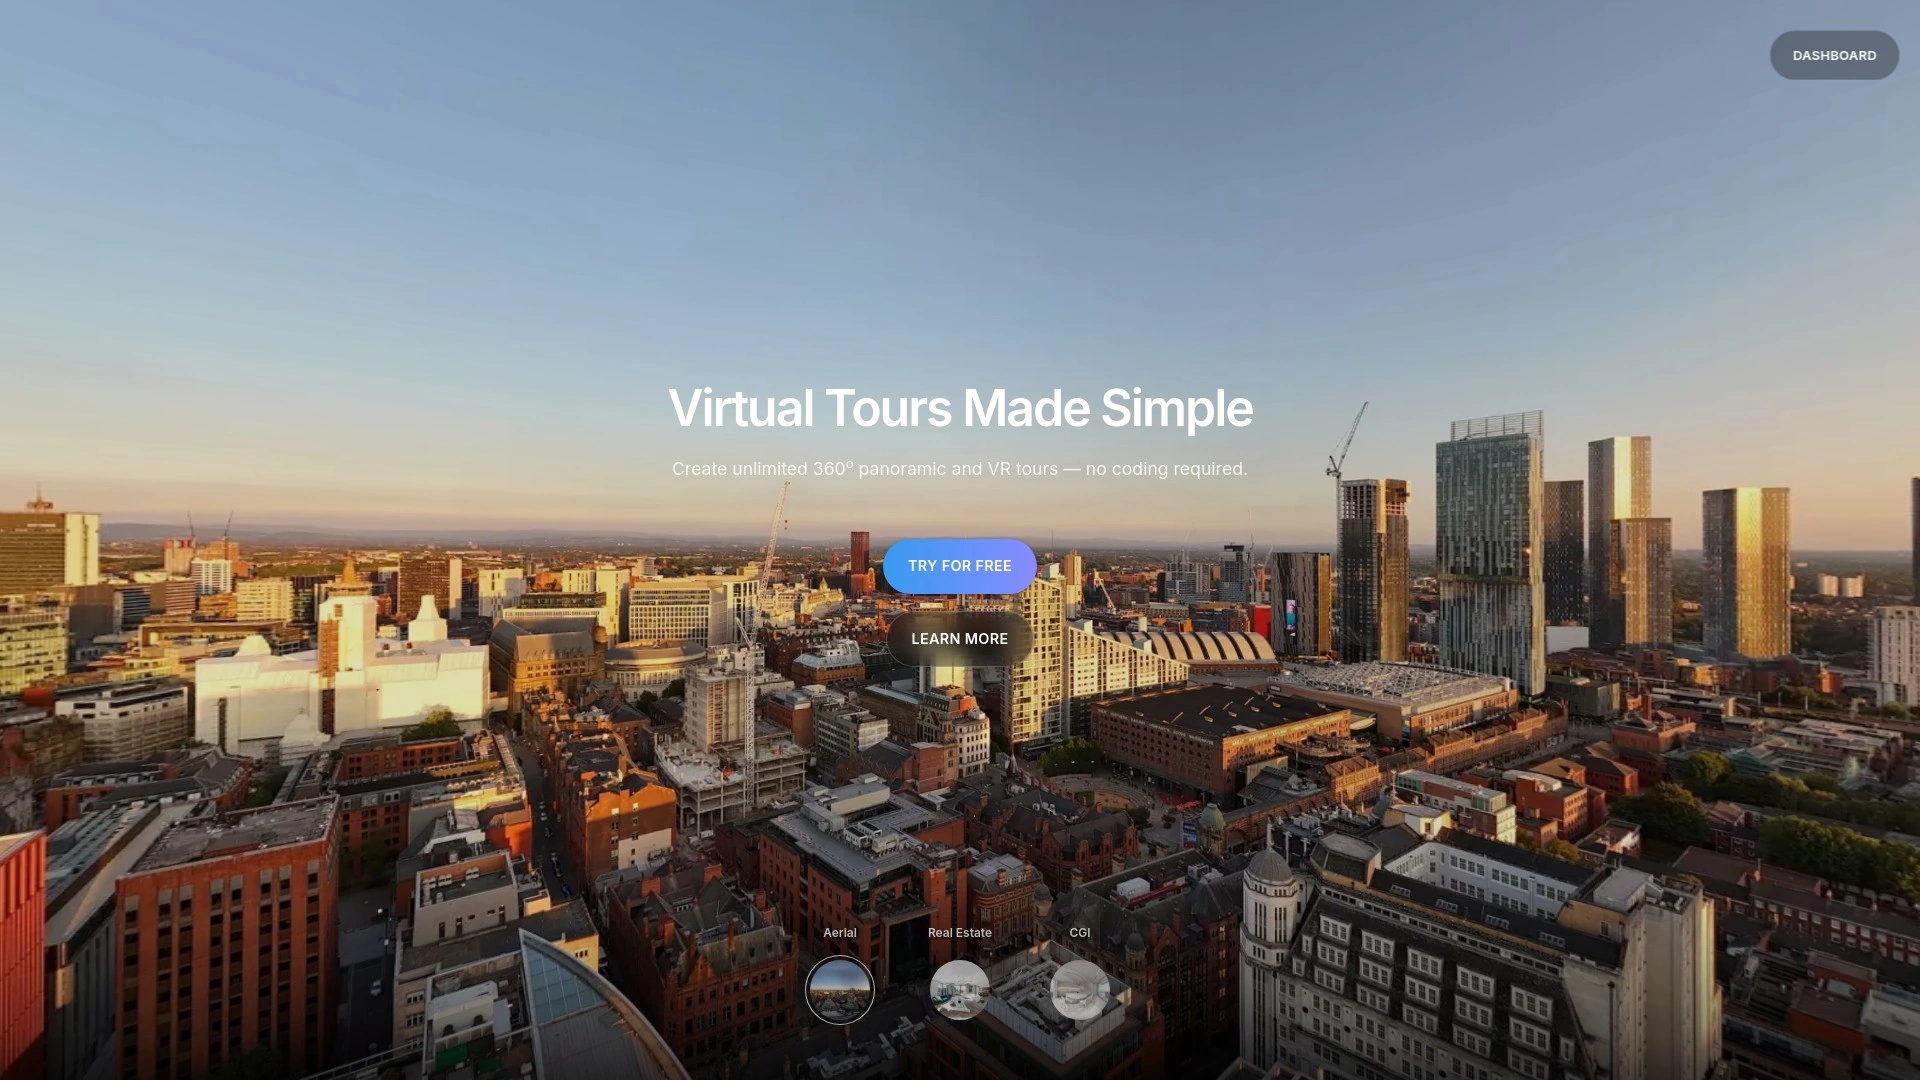 DASHBOARD
Virtual Tours Made Simple
Create unlimited 360º panoramic and VR tours — no coding required.
TRY FOR FREE
LEARN MORE
Aerial
Real Estate
CGI